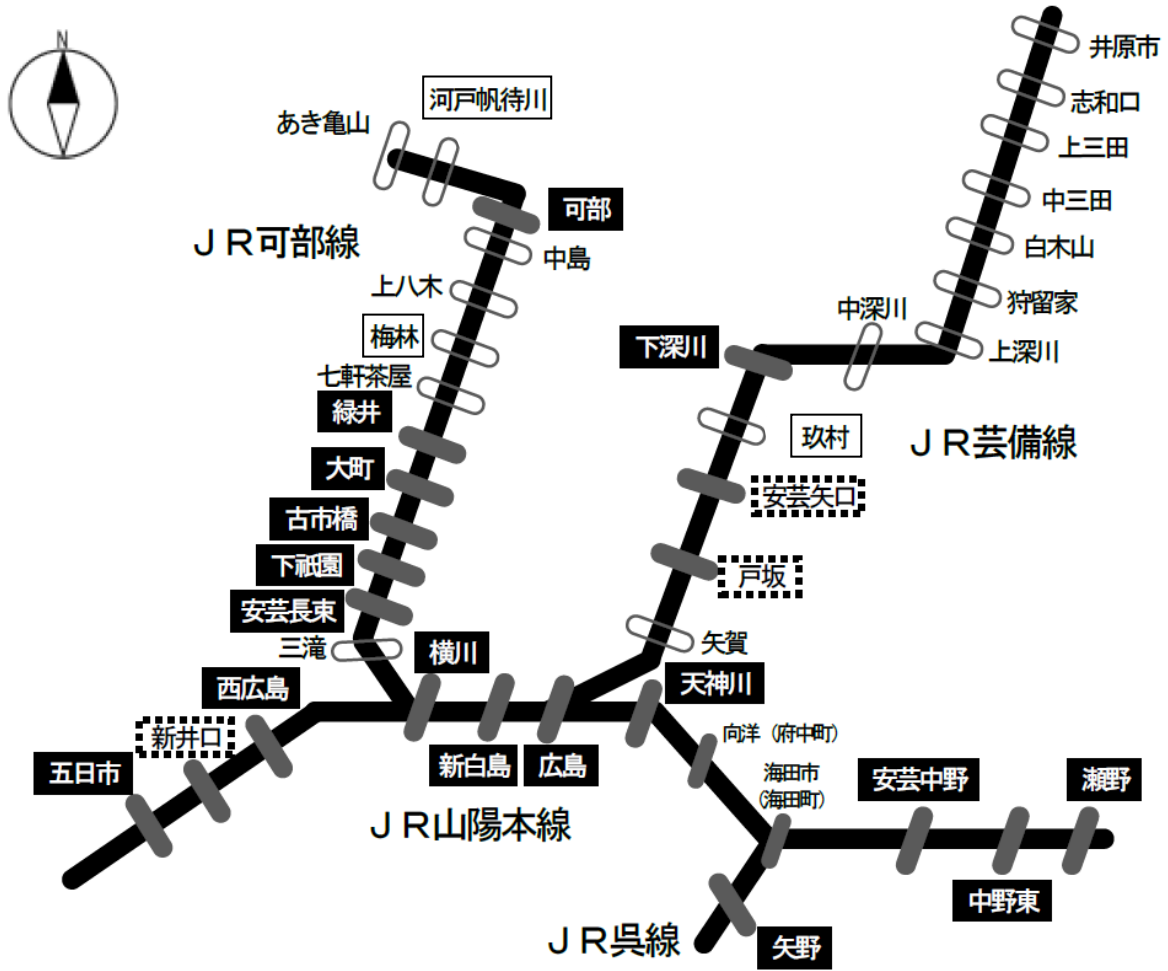 N
井原市
志和口
上三田
中三田
白木山
狩留家
上深川
中深川
下深川
玖村
JR芸備線
安芸矢口
戸坂
矢賀
河戸帆待川
あき亀山
可部
JR可部線
中島
上八木
梅林
七軒茶屋
緑井
大町
古市橋
下祇園
安芸長束
三滝
横川
西広島
新井口
五日市
新白島
広島
天神川
JR山陽本線
向洋（府中町）
海田市
（海田町）
安芸中野
瀬野
中野東
JR呉線
矢野